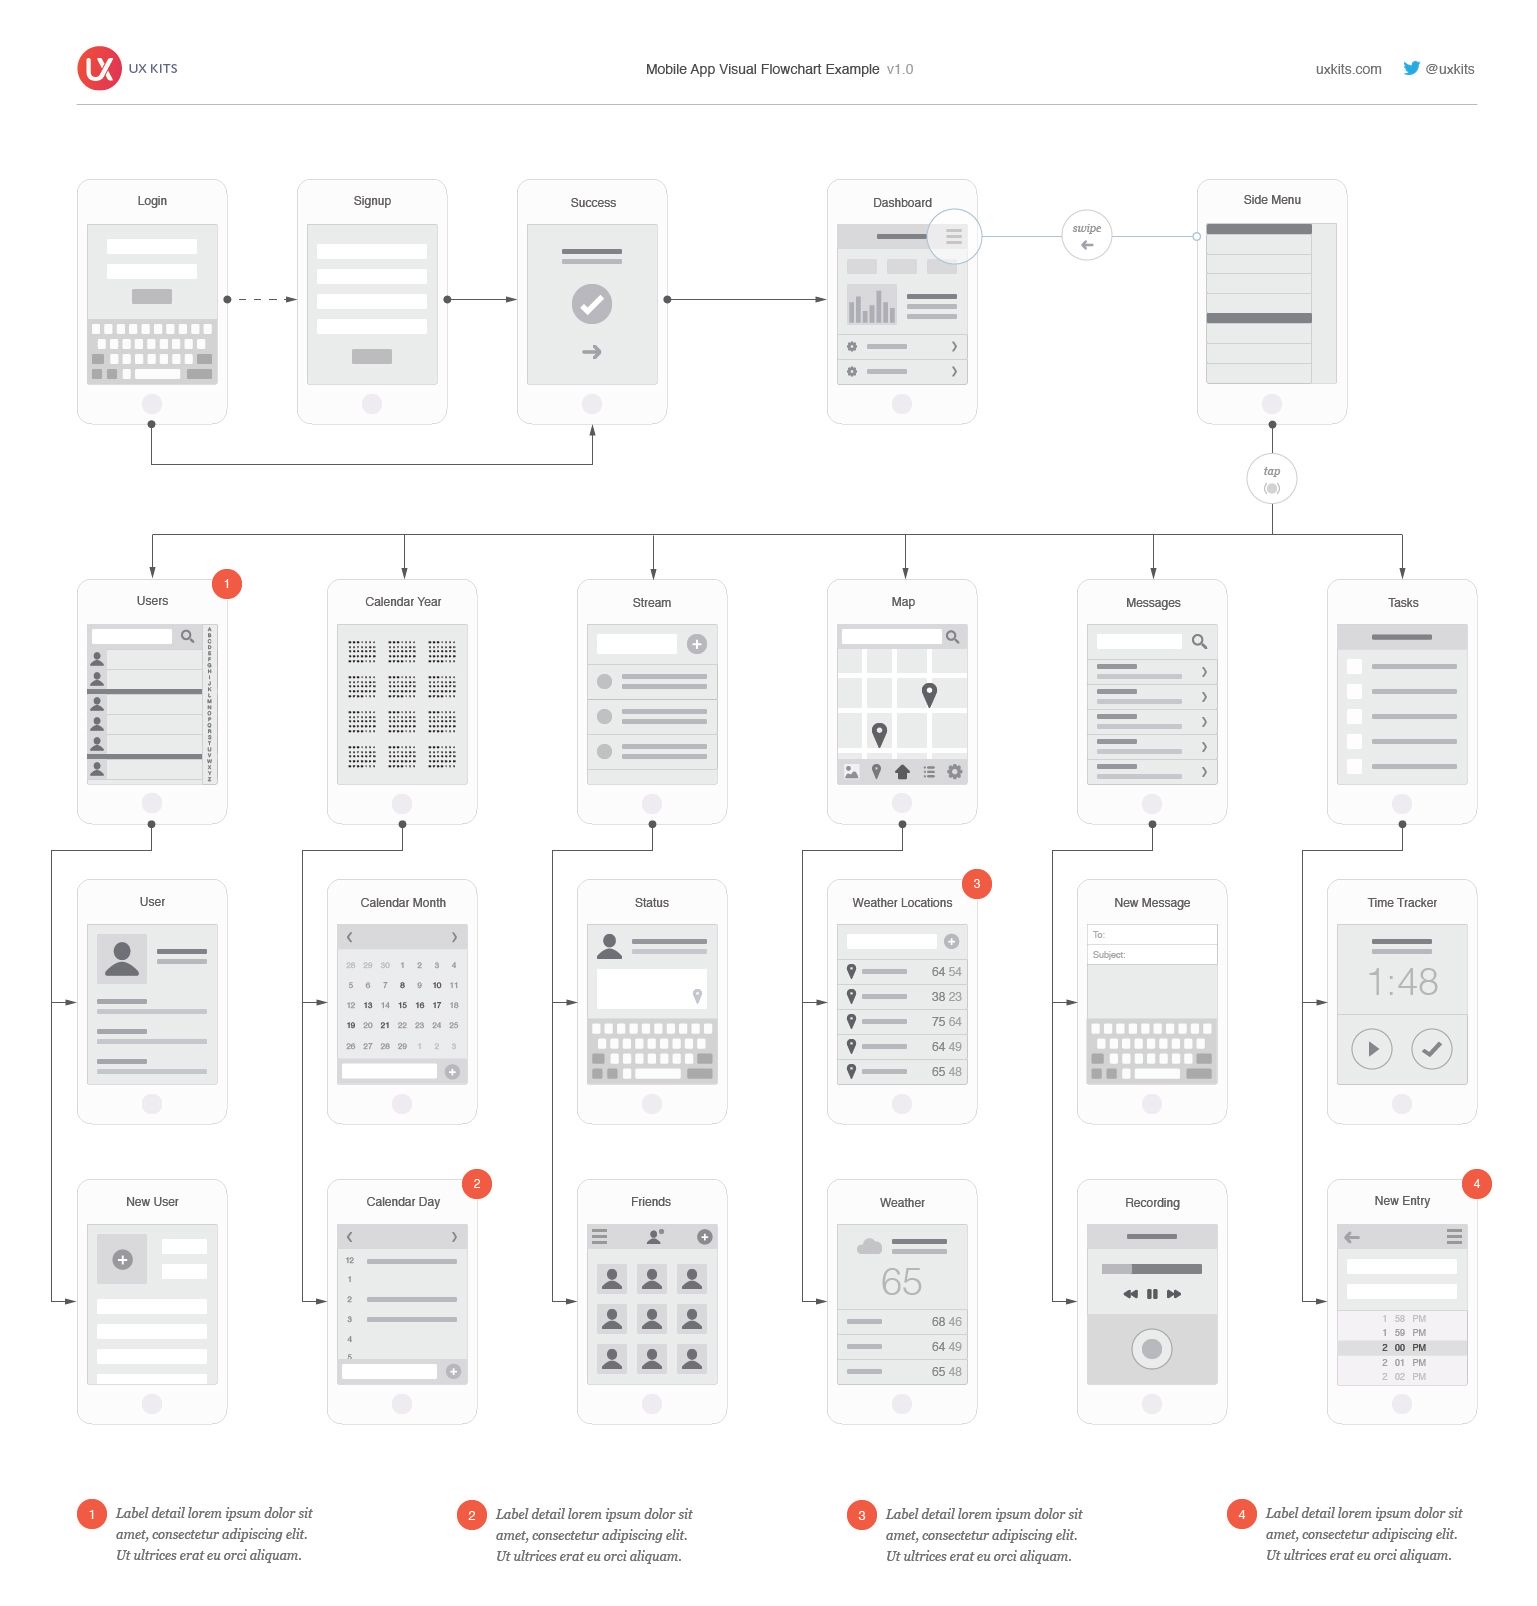 UX UX KITS
Mobile App Visual Flowchart Example v1.0
uxkits.com
@uxkits
Login
Signup
Success
Dashboard
swipe
Side Menu
tap
1
Users
A
B
C
D
E
F
G
H
I
J
K
L
M
N
O
P
Q
R
S
T
U
V
W
X
Y
Z
Calendar Year
Stream
Map
Messages
Tasks
User
Calendar Month
28 29 30 1 2 3 4
5 6 7 8 9 10 11
12 13 14 15 16 17 18
19 20 21 22 23 24 25
26 27 28 29 1 2 3
Status
3
Weather Locations
64 54
38 23
75 64
64 49
65 48
New Message
To:
Subject:
Time Tracker
1:48
New User
2
Calendar Day
12
1
2
3
4
5
Friends
Weather
65
68 46
64 49
65 48
Recording
4
New Entry
1 58 PM
1 59 PM
2 00 PM
2 01 PM
2 02 PM
1
Label detail lorem ipsum dolor sit
amet, consectetur adipiscing elit.
Ut ultrices erat eu orci aliquam.
2
Label detail lorem ipsum dolor sit
amet, consectetur adipiscing elit.
Ut ultrices erat eu orci aliquam.
3
Label detail lorem ipsum dolor sit
amet, consectetur adipiscing elit.
Ut ultrices erat eu orci aliquam.
4
Label detail lorem ipsum dolor sit
amet, consectetur adipiscing elit.
Ut ultrices erat eu orci aliquam.